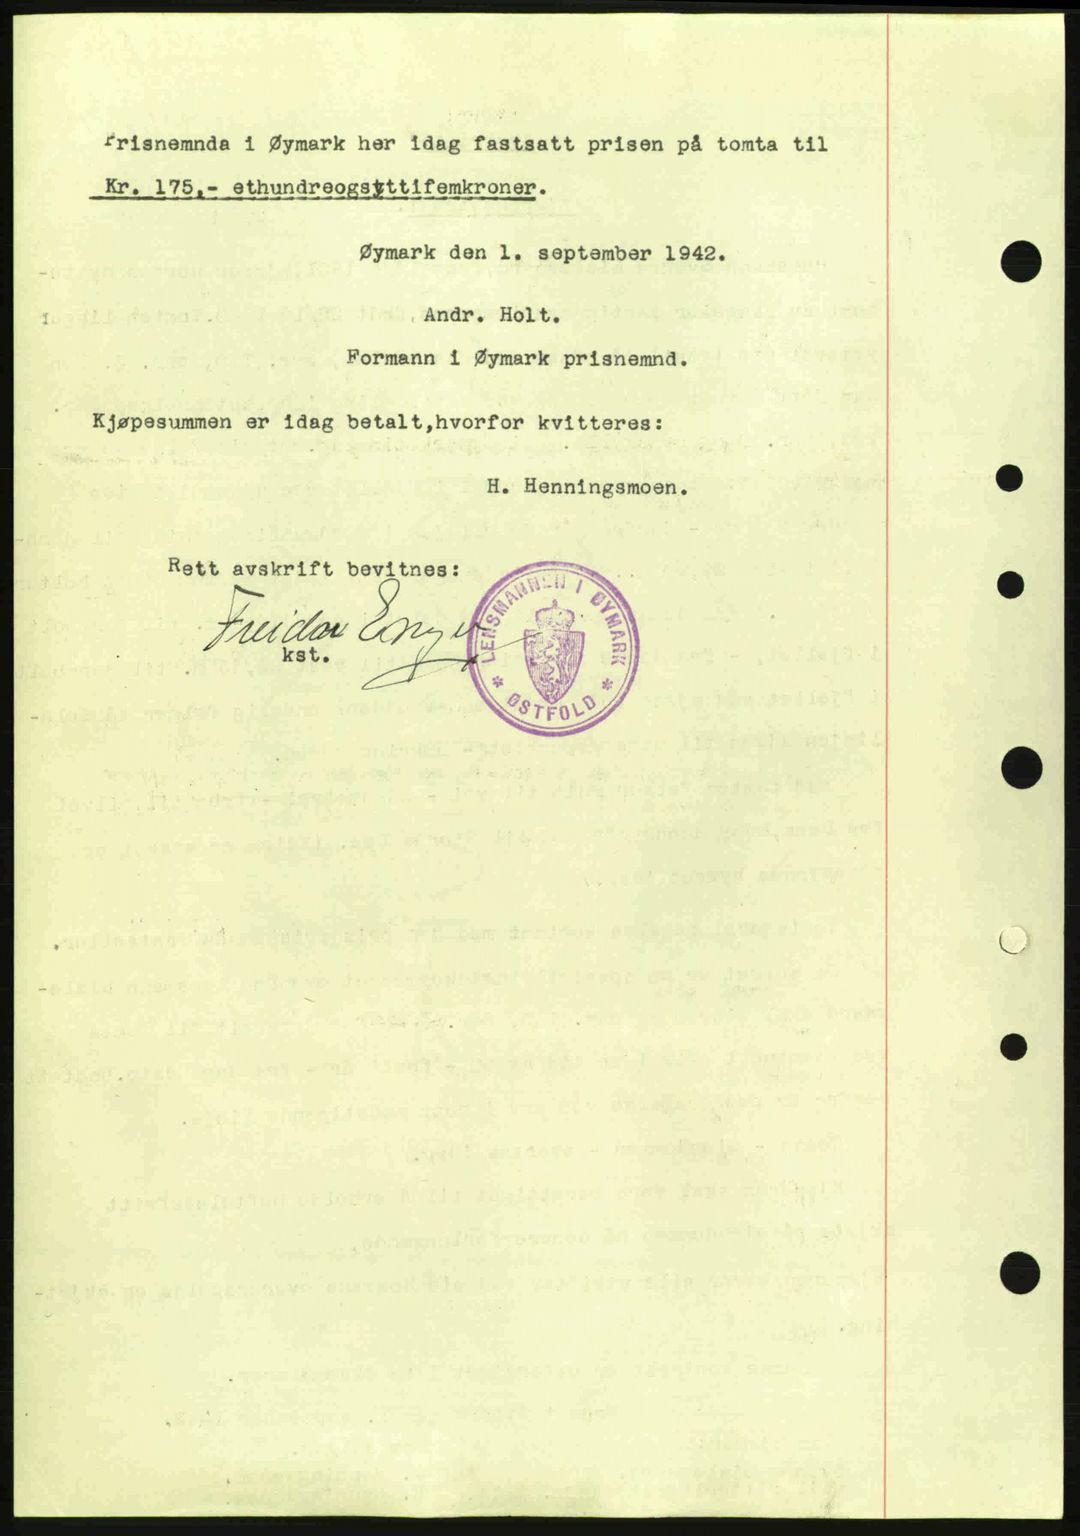 Prisnemnda i Øymark her idag fastsatt prisen på tomta til
Kr. 175,- ethundreogsyttifemkroner.
Øymark den 1. september 1942.
Andr. Holt.
Formann i Øymark prisnemnd.
Kjøpesummen er idag betalt,hvorfor kvitteres:
H. Henningsmoen.
Rett avskrift bevitnes:
kst.
LENSMANNEN I ØYMARK
* ØSTFOLD *